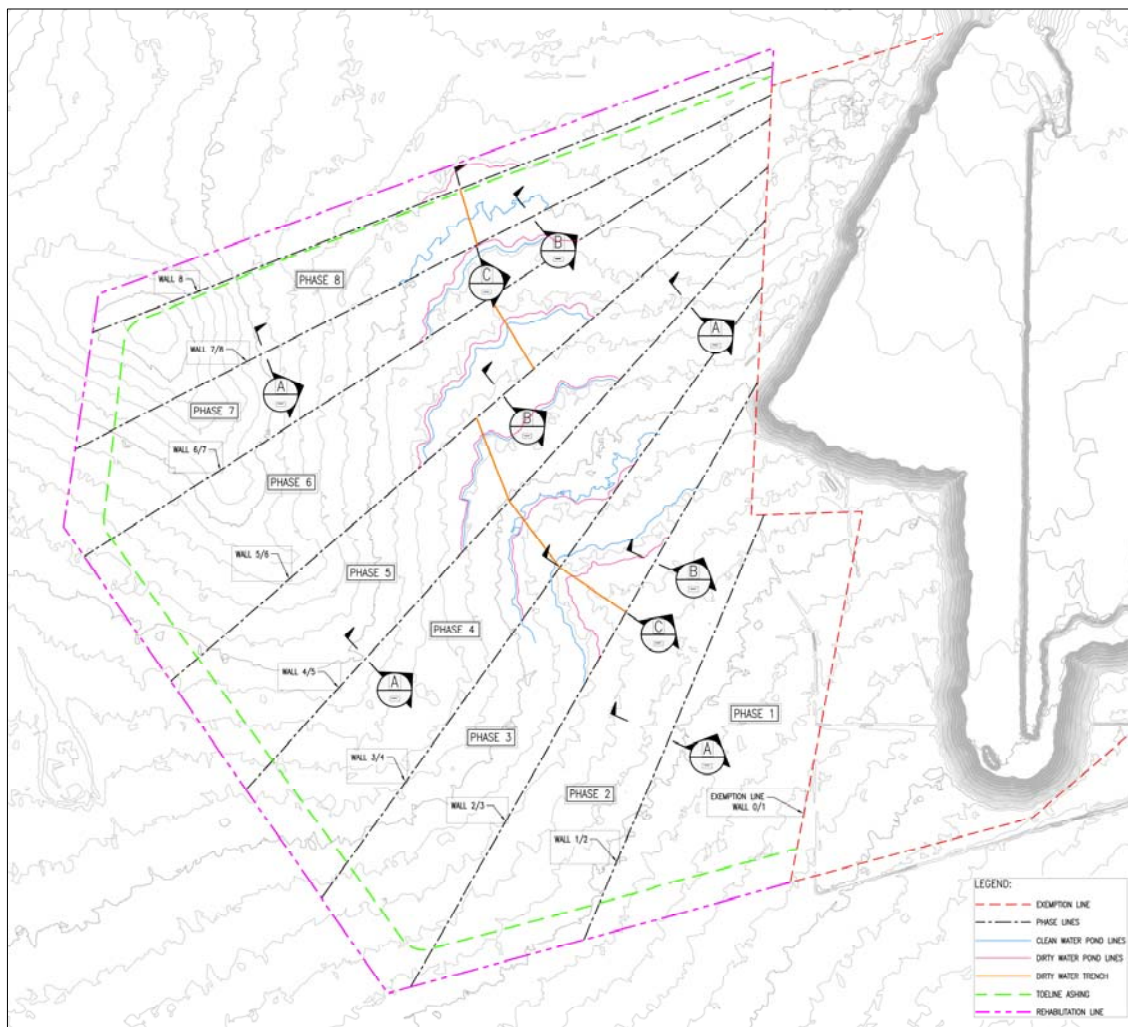 B
WALL 8
PHASE 8
C
A
WALL 7/8
A
PHASE 7
B
WALL 6/7
PHASE 6
WALL 5/6
PHASE 5
B
PHASE 4
C
WALL 4/5
A
PHASE 1
PHASE 3
A
WALL 3/4
PHASE 2
WALL 2/3
EXEMPTION LINE
WALL 0/1
WALL 1/2
LEGEND:
EXEMPTION LINE
PHASE LINES
CLEAN WATER POND LINES
DIRTY WATER POND LINES
DIRTY WATER TRENCH
TOELINE ASHING
REHABILITATION LINE